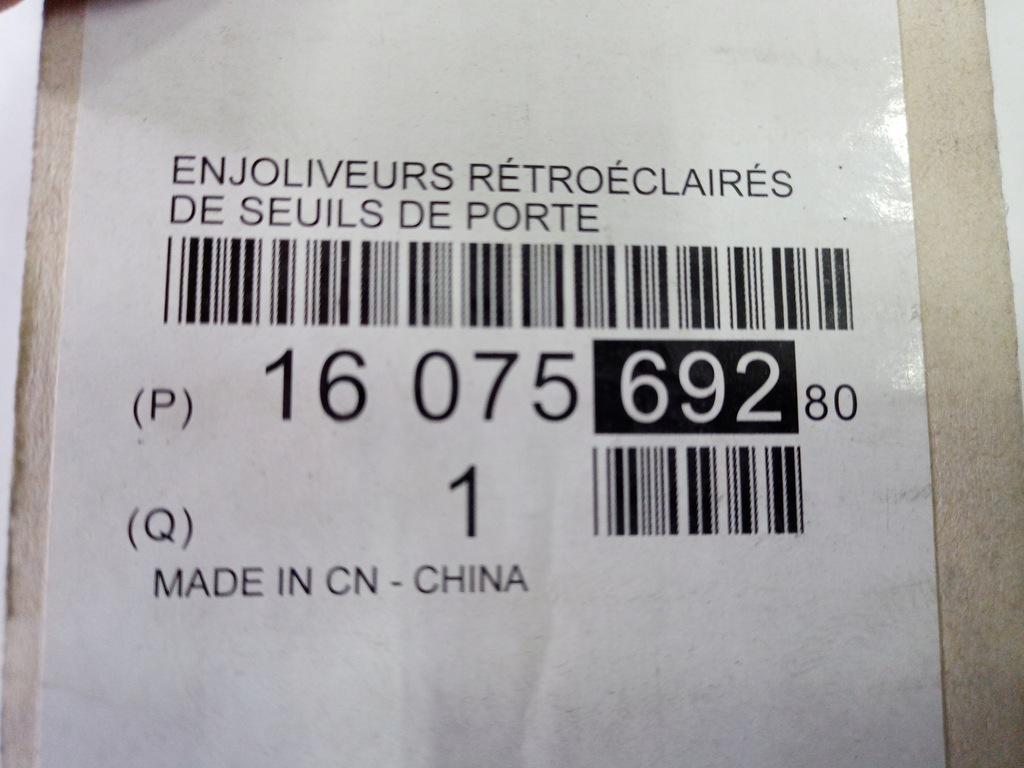 ENJOLIVEURS RÉTROÉCLAIRÉS
DE SEUILS DE PORTE
(P) 16 075 692 80
(Q) 1
MADE IN CN - CHINA